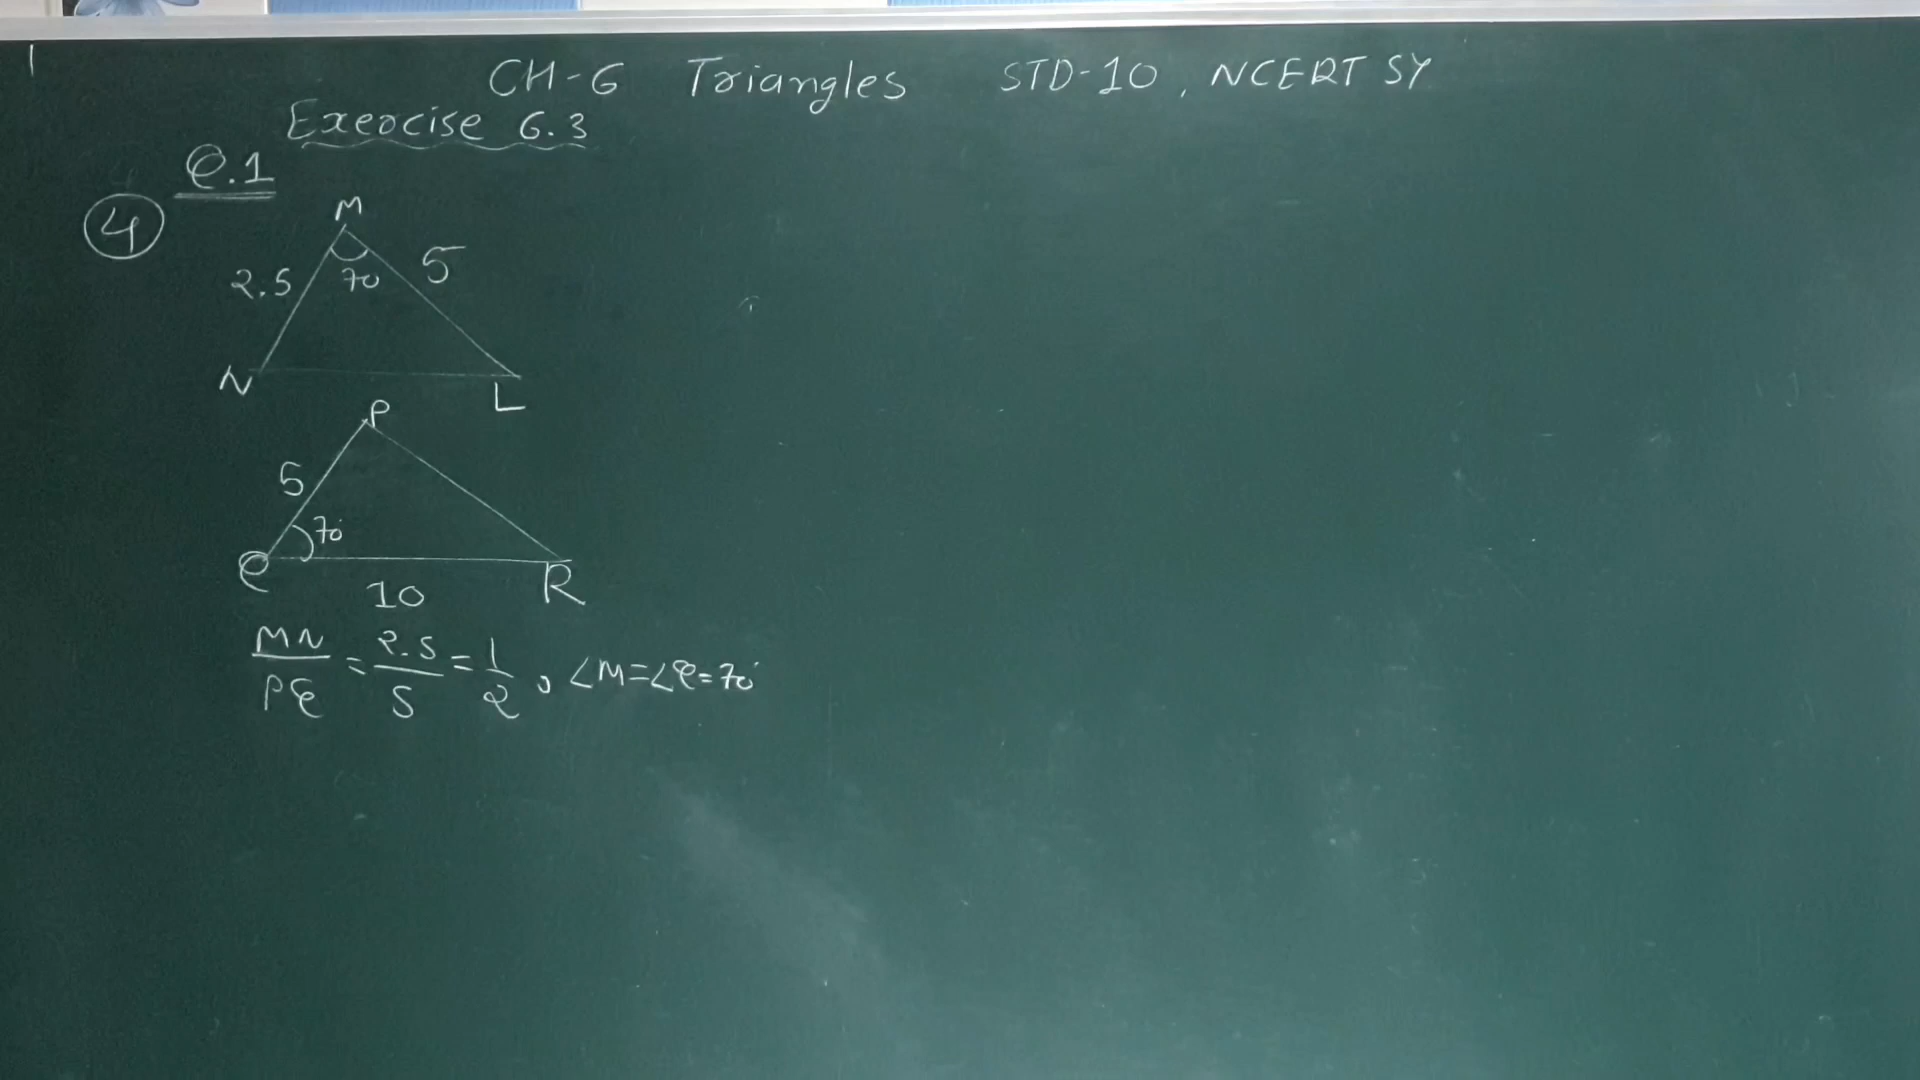 CH-6 Triangles STD-10, NCERT SY
Exercise 6.3
Q.1
4
M
2.5 70° 5
N L
P
5
70°
Q R
10
MN/PQ = 2.5/5 = 1/2, ∠M=∠Q=70°